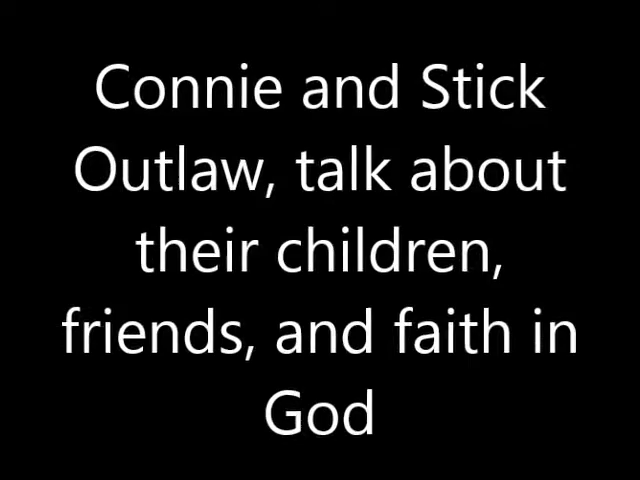 Connie and Stick
Outlaw, talk about
their children,
friends, and faith in
God